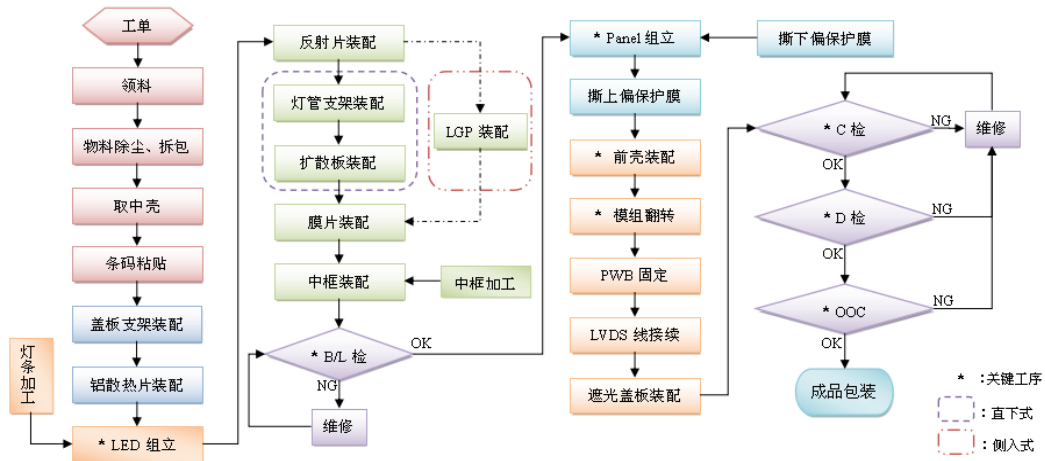 工单
领料
物料除尘、拆包
取中壳
条码粘贴
盖板支架装配
铝散热片装配
灯条加工
* LED 组立
反射片装配
灯管支架装配
扩散板装配
LGP 装配
膜片装配
中框装配
中框加工
* B/L 检
OK
NG
维修
* Panel 组立
撕下偏保护膜
撕上偏保护膜
* 前壳装配
* 模组翻转
PWB 固定
LVDS 线接续
遮光盖板装配
* C 检
NG
维修
OK
* D 检
NG
OK
* OOC
NG
OK
成品包装
* ：关键工序
：直下式
：侧入式